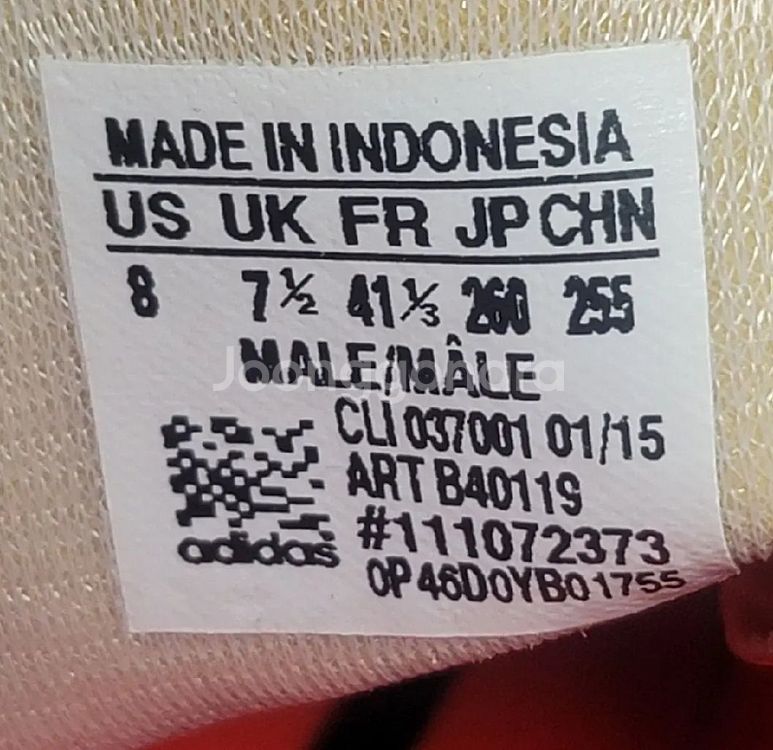 MADE IN INDONESIA
US UK FR JP CHN
8 7½ 41⅓ 260 255
MALE/MÂLE
Joonggonara
CLI 037001 01/15
ART B40119
#111072373
adidas
0P46D0YB01755